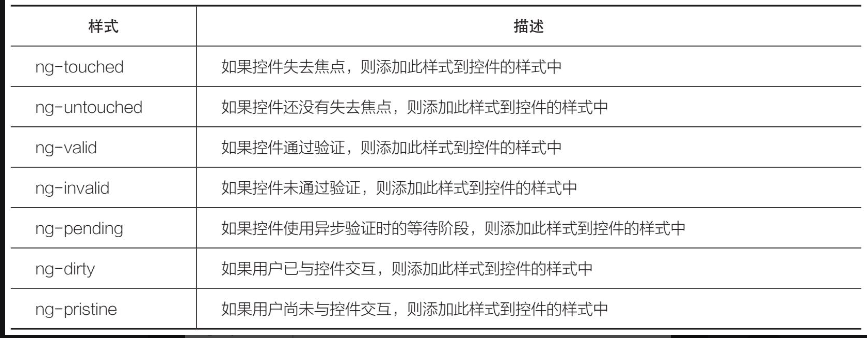 样式 描述
ng-touched 如果控件失去焦点，则添加此样式到控件的样式中
ng-untouched 如果控件还没有失去焦点，则添加此样式到控件的样式中
ng-valid 如果控件通过验证，则添加此样式到控件的样式中
ng-invalid 如果控件未通过验证，则添加此样式到控件的样式中
ng-pending 如果控件使用异步验证时的等待阶段，则添加此样式到控件的样式中
ng-dirty 如果用户已与控件交互，则添加此样式到控件的样式中
ng-pristine 如果用户尚未与控件交互，则添加此样式到控件的样式中